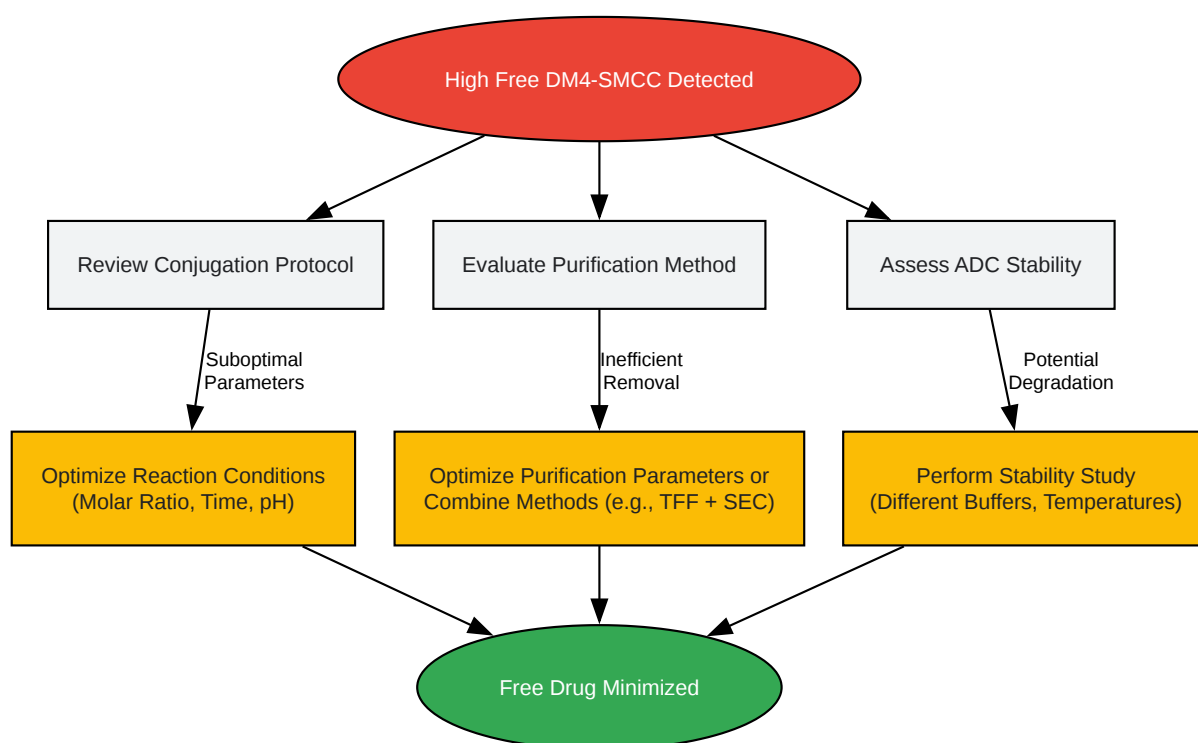 High Free DM4-SMCC Detected
Review Conjugation Protocol
Evaluate Purification Method
Assess ADC Stability
Suboptimal
Parameters
Inefficient
Removal
Potential
Degradation
Optimize Reaction Conditions
(Molar Ratio, Time, pH)
Optimize Purification Parameters or
Combine Methods (e.g., TFF + SEC)
Perform Stability Study
(Different Buffers, Temperatures)
Free Drug Minimized